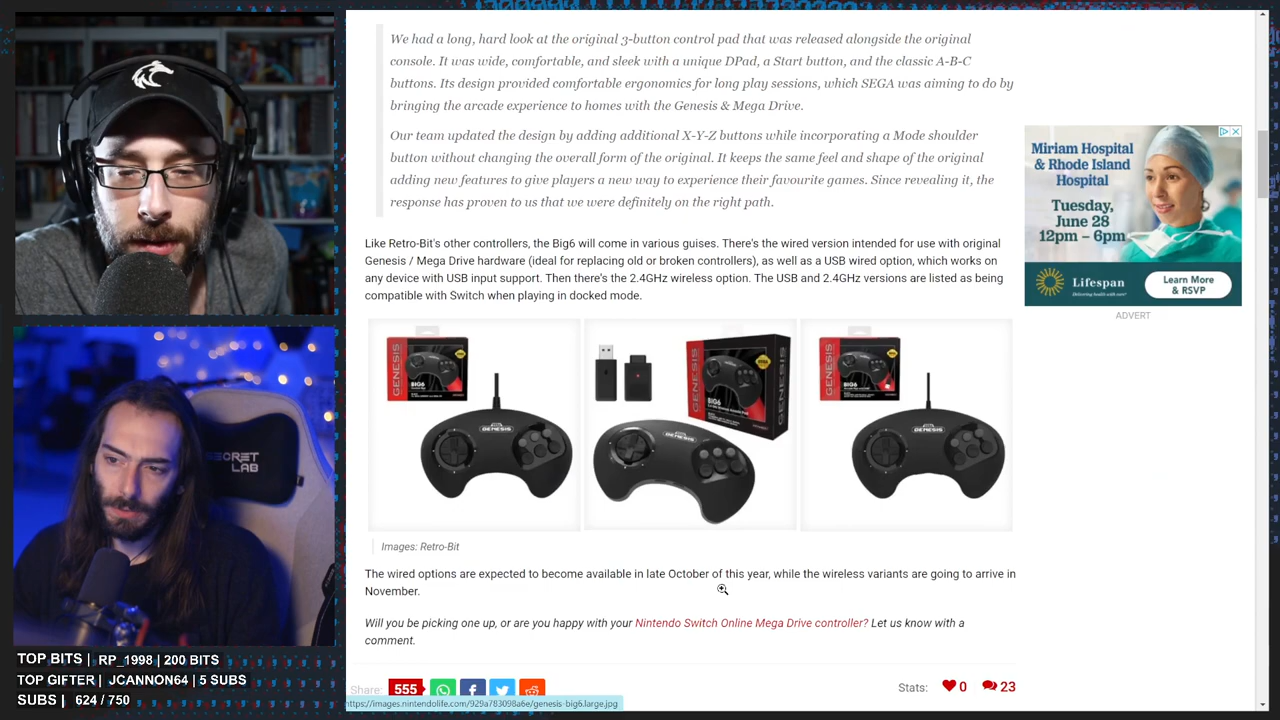 We had a long, hard look at the original 3-button control pad that was released alongside the original
console. It was wide, comfortable, and sleek with a unique DPad, a Start button, and the classic A-B-C
buttons. Its design provided comfortable ergonomics for long play sessions, which SEGA was aiming to do by
bringing the arcade experience to homes with the Genesis & Mega Drive.
Our team updated the design by adding additional X-Y-Z buttons while incorporating a Mode shoulder
button without changing the overall form of the original. It keeps the same feel and shape of the original
adding new features to give players a new way to experience their favourite games. Since revealing it, the
response has proven to us that we were definitely on the right path.
Like Retro-Bit's other controllers, the Big6 will come in various guises. There's the wired version intended for use with original
Genesis / Mega Drive hardware (ideal for replacing old or broken controllers), as well as a USB wired option, which works on
any device with USB input support. Then there's the 2.4GHz wireless option. The USB and 2.4GHz versions are listed as being
compatible with Switch when playing in docked mode.
GENESIS
BIG6
GENESIS
GENESIS
BIG6
GENESIS
GENESIS
BIG6
GENESIS
Images: Retro-Bit
The wired options are expected to become available in late October of this year, while the wireless variants are going to arrive in
November.
Will you be picking one up, or are you happy with your Nintendo Switch Online Mega Drive controller? Let us know with a
comment.
Share: 555
Stats: 0 23
https://images.nintendolife.com/929a783098a6e/genesis-big6.large.jpg
Miriam Hospital
& Rhode Island
Hospital
Tuesday,
June 28
12pm – 6pm
Lifespan
Delivering health with care.
Learn More
& RSVP
ADVERT
SECRET
LAB
TOP BITS | RP_1998 | 200 BITS
TOP GIFTER | JCANNON64 | 5 SUBS
SUBS | 624 / 750